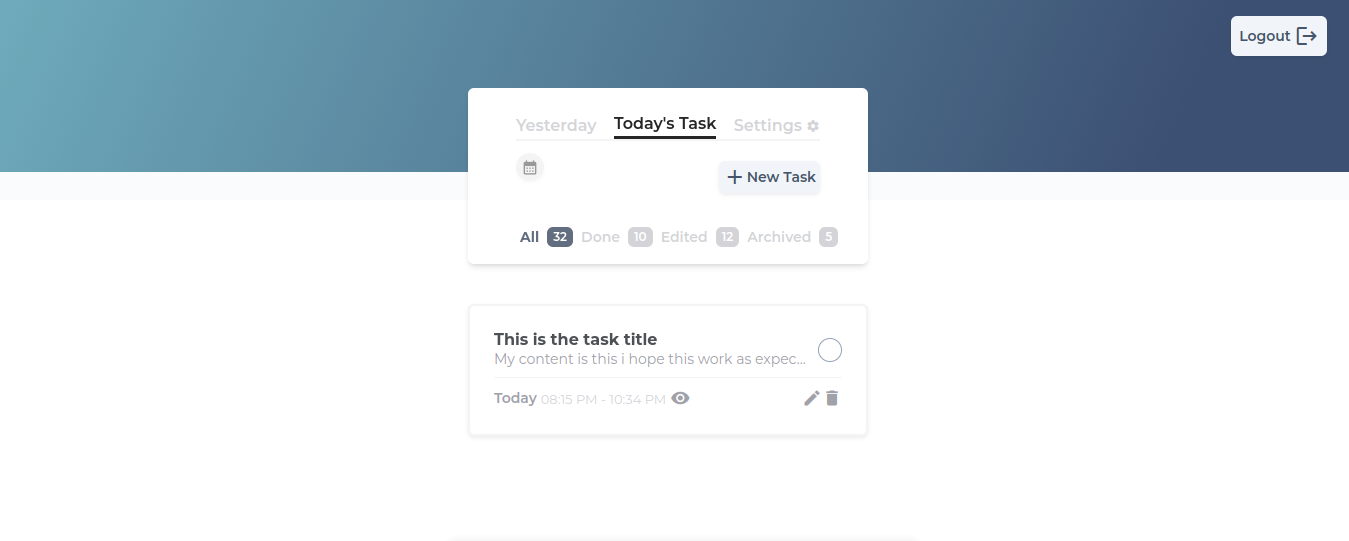 Logout
Yesterday Today's Task Settings
New Task
All 32 Done 10 Edited 12 Archived 5
This is the task title
My content is this i hope this work as expec...
Today 08:15 PM - 10:34 PM